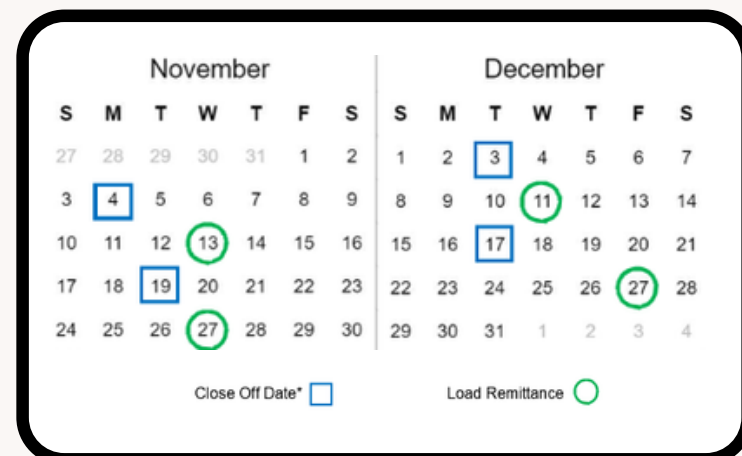 November
S M T W T F S
27 28 29 30 31 1 2
3 4 5 6 7 8 9
10 11 12 13 14 15 16
17 18 19 20 21 22 23
24 25 26 27 28 29 30
December
S M T W T F S
1 2 3 4 5 6 7
8 9 10 11 12 13 14
15 16 17 18 19 20 21
22 23 24 25 26 27 28
29 30 31 1 2 3 4
Close Off Date*
Load Remittance